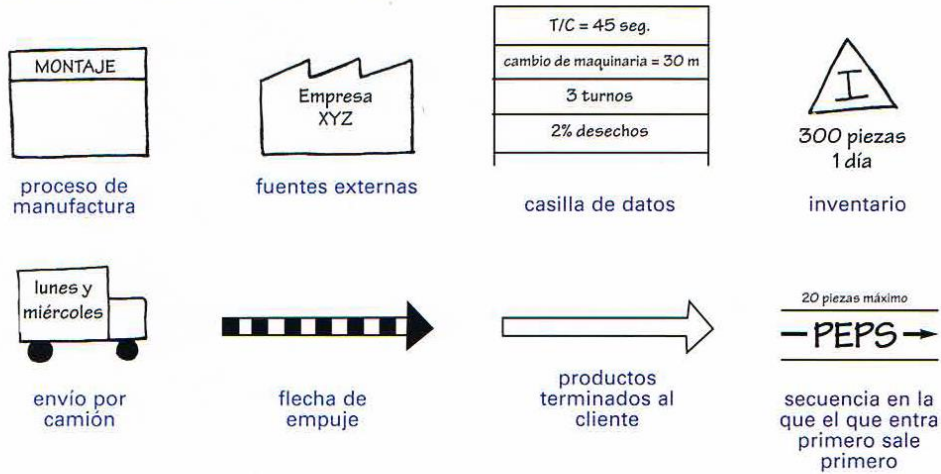 MONTAJE
proceso de
manufactura
Empresa
XYZ
fuentes externas
T/C = 45 seg.
cambio de maquinaria = 30 m
3 turnos
2% desechos
casilla de datos
I
300 piezas
1 día
inventario
lunes y
miércoles
envío por
camión
flecha de
empuje
productos
terminados al
cliente
20 piezas máximo
PEPS
secuencia en la
que el que entra
primero sale
primero